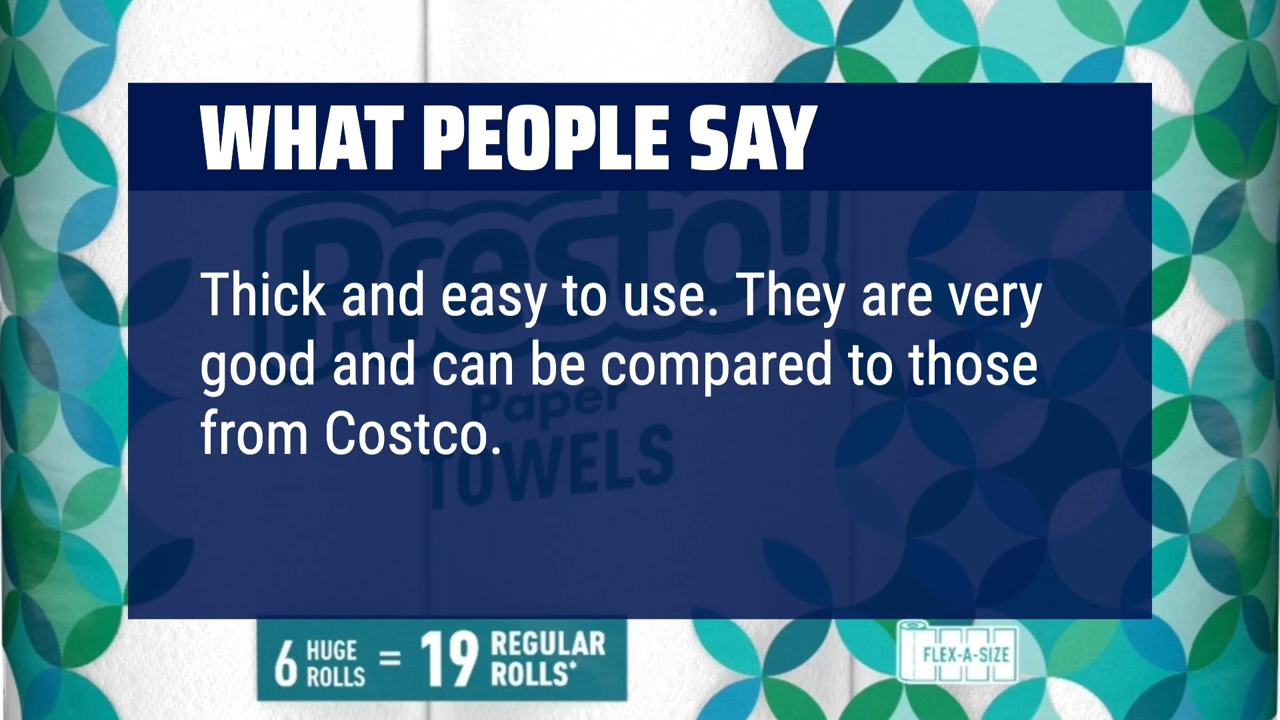 WHAT PEOPLE SAY
Presto!
Thick and easy to use. They are very
good and can be compared to those
from Costco.
Paper
TOWELS
6 HUGE ROLLS = 19 REGULAR ROLLS*
FLEX-A-SIZE